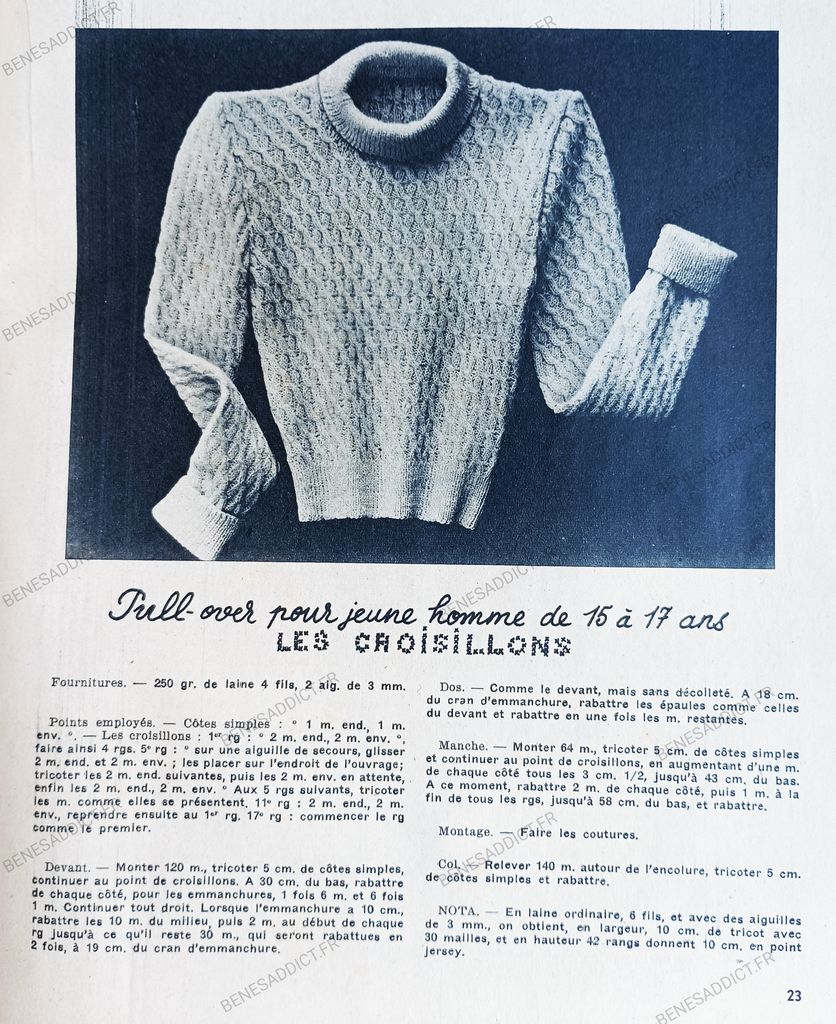 Pull-over pour jeune homme de 15 à 17 ans
LES CROISILLONS
Fournitures. — 250 gr. de laine 4 fils, 2 aig. de 3 mm.
Points employés. — Côtes simples : ° 1 m. end., 1 m.
env. °. — Les croisillons : 1er rg : ° 2 m. end., 2 m. env. °,
faire ainsi 4 rgs. 5e rg : ° sur une aiguille de secours, glisser
2 m. end. et 2 m. env. ; les placer sur l'endroit de l'ouvrage;
tricoter les 2 m. end. suivantes, puis les 2 m. env. en attente,
enfin les 2 m. end., 2 m. env. ° Aux 5 rgs suivants, tricoter
les m. comme elles se présentent. 11e rg : 2 m. end., 2 m.
env., reprendre ensuite au 1er rg. 17e rg : commencer le rg
comme le premier.
Devant. — Monter 120 m., tricoter 5 cm. de côtes simples,
continuer au point de croisillons. A 30 cm. du bas, rabattre
de chaque côté, pour les emmanchures, 1 fois 6 m. et 6 fois
1 m. Continuer tout droit. Lorsque l'emmanchure a 10 cm.,
rabattre les 10 m. du milieu, puis 2 m. au début de chaque
rg jusqu'à ce qu'il reste 30 m., qui seront rabattues en
2 fois, à 19 cm. du cran d'emmanchure.
Dos. — Comme le devant, mais sans décolleté. A 18 cm.
du cran d'emmanchure, rabattre les épaules comme celles
du devant et rabattre en une fois les m. restantes.
Manche. — Monter 64 m., tricoter 5 cm. de côtes simples
et continuer au point de croisillons, en augmentant d'une m.
de chaque côté tous les 3 cm. 1/2, jusqu'à 43 cm. du bas.
A ce moment, rabattre 2 m. de chaque côté, puis 1 m. à la
fin de tous les rgs, jusqu'à 58 cm. du bas, et rabattre.
Montage. — Faire les coutures.
Col. — Relever 140 m. autour de l'encolure, tricoter 5 cm.
de côtes simples et rabattre.
NOTA. — En laine ordinaire, 6 fils, et avec des aiguilles
de 3 mm., on obtient, en largeur, 10 cm. de tricot avec
30 mailles, et en hauteur 42 rangs donnent 10 cm. en point
jersey.
23
BENESADDICT.FR